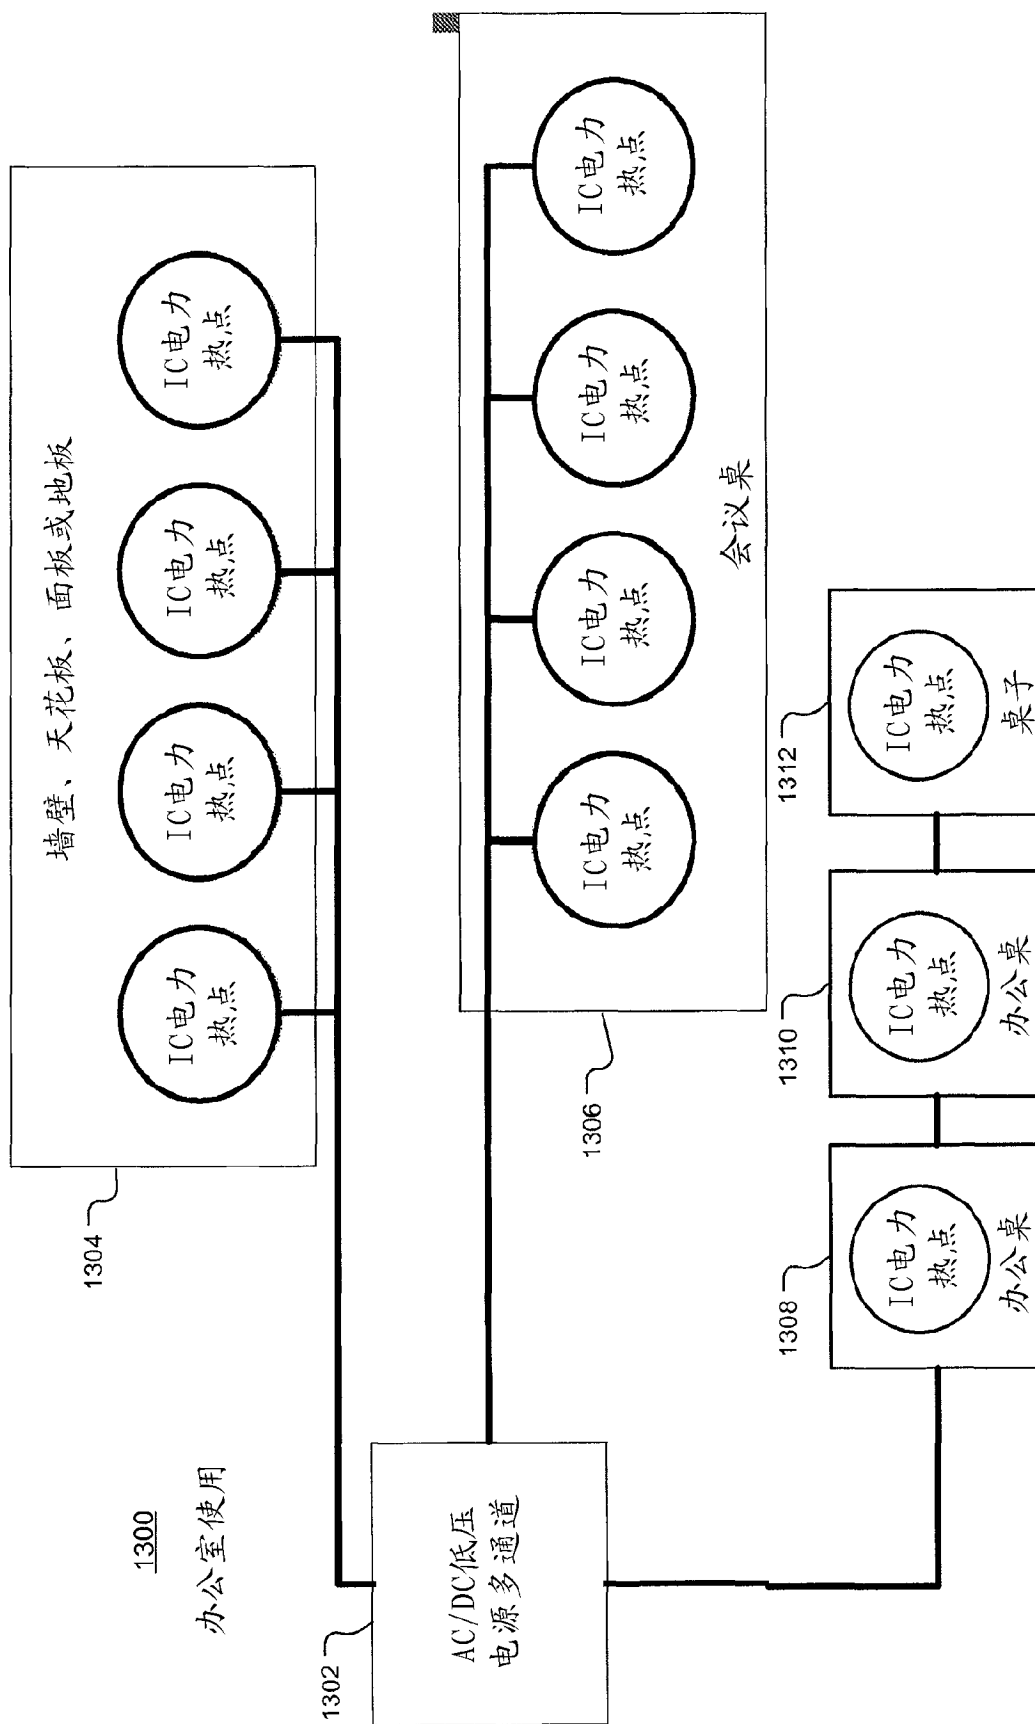 1300
办公室使用
1302
AC/DC低压
电源多通道
1304
墙壁、天花板、面板或地板
IC电力
热点
IC电力
热点
IC电力
热点
IC电力
热点
1306
IC电力
热点
IC电力
热点
IC电力
热点
IC电力
热点
会议桌
1308
IC电力
热点
办公桌
1310
IC电力
热点
办公桌
1312
IC电力
热点
桌子